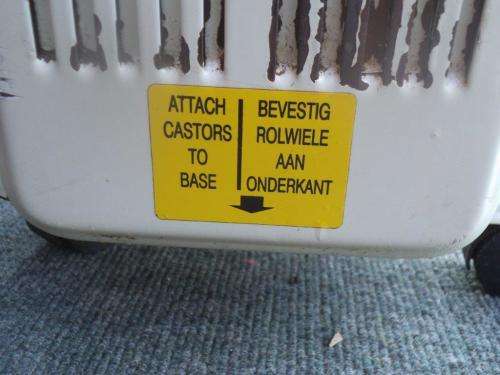 ATTACH
CASTORS
TO
BASE
BEVESTIG
ROLWIELE
AAN
ONDERKANT